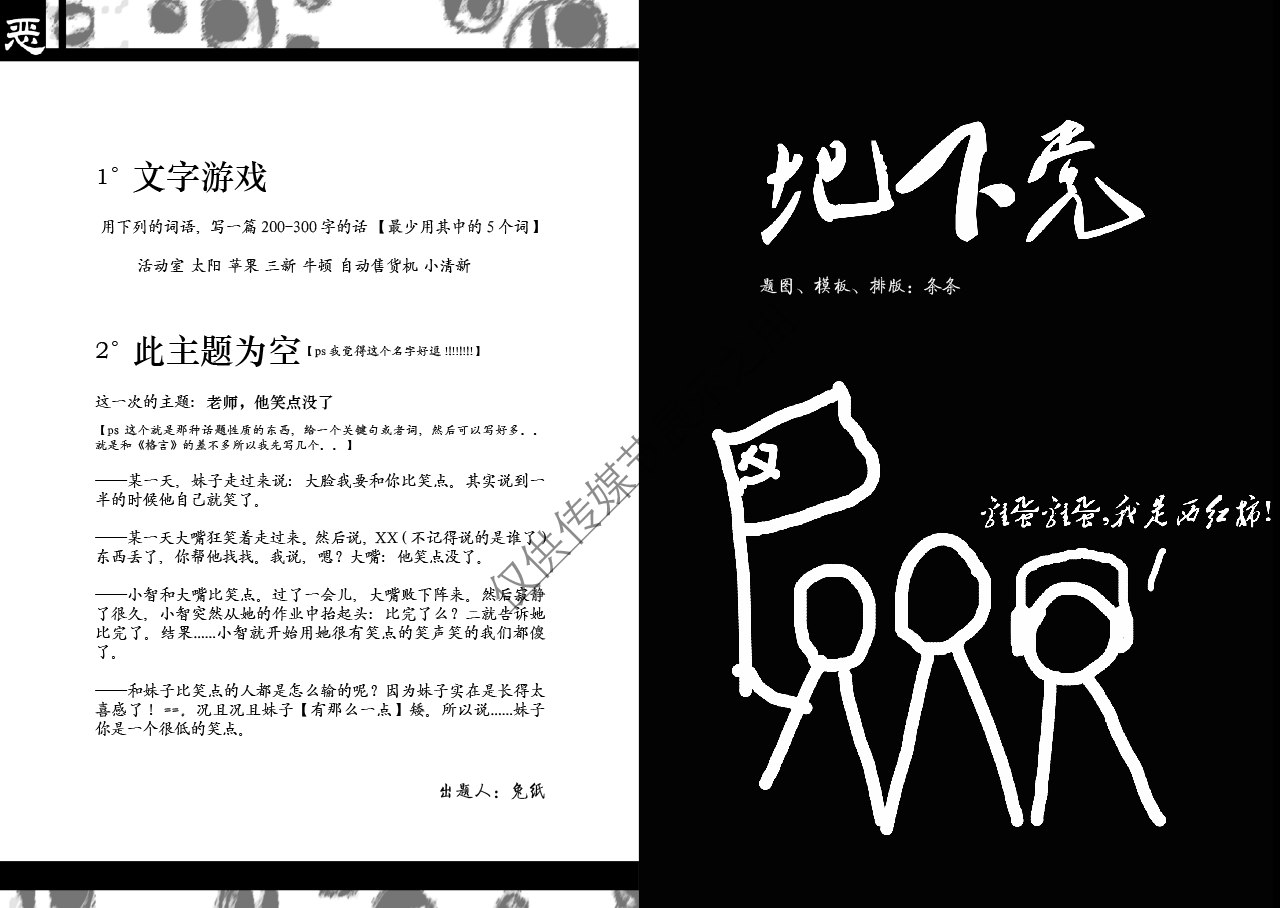 恶
1° 文字游戏
用下列的词语，写一篇 200-300 字的话【最少用其中的 5 个词】
活动室 太阳 苹果 三新 牛顿 自动售货机 小清新
2° 此主题为空【ps 我觉得这个名字好逗 !!!!!!!!】
这一次的主题：老师，他笑点没了
【ps 这个就是那种话题性质的东西，给一个关键句或者词，然后可以写好多。。
就是和《格言》的差不多所以我先写几个。。】
——某一天，妹子走过来说：大脸我要和你比笑点。其实说到一
半的时候他自己就笑了。
——某一天大嘴狂笑着走过来。然后说，XX（不记得说的是谁了）
东西丢了，你帮他找找。我说，嗯？大嘴：他笑点没了。
——小智和大嘴比笑点。过了一会儿，大嘴败下阵来。然后寂静
了很久，小智突然从她的作业中抬起头：比完了么？二就告诉她
比完了。结果......小智就开始用她很有笑点的笑声笑的我们都傻
了。
——和妹子比笑点的人都是怎么输的呢？因为妹子实在是长得太
喜感了！==。况且况且妹子【有那么一点】矮。所以说......妹子
你是一个很低的笑点。
出题人：兔纸
地下党
题图、模板、排版：条条
雞蛋雞蛋，我是西红柿！
仅供传媒节展示之用